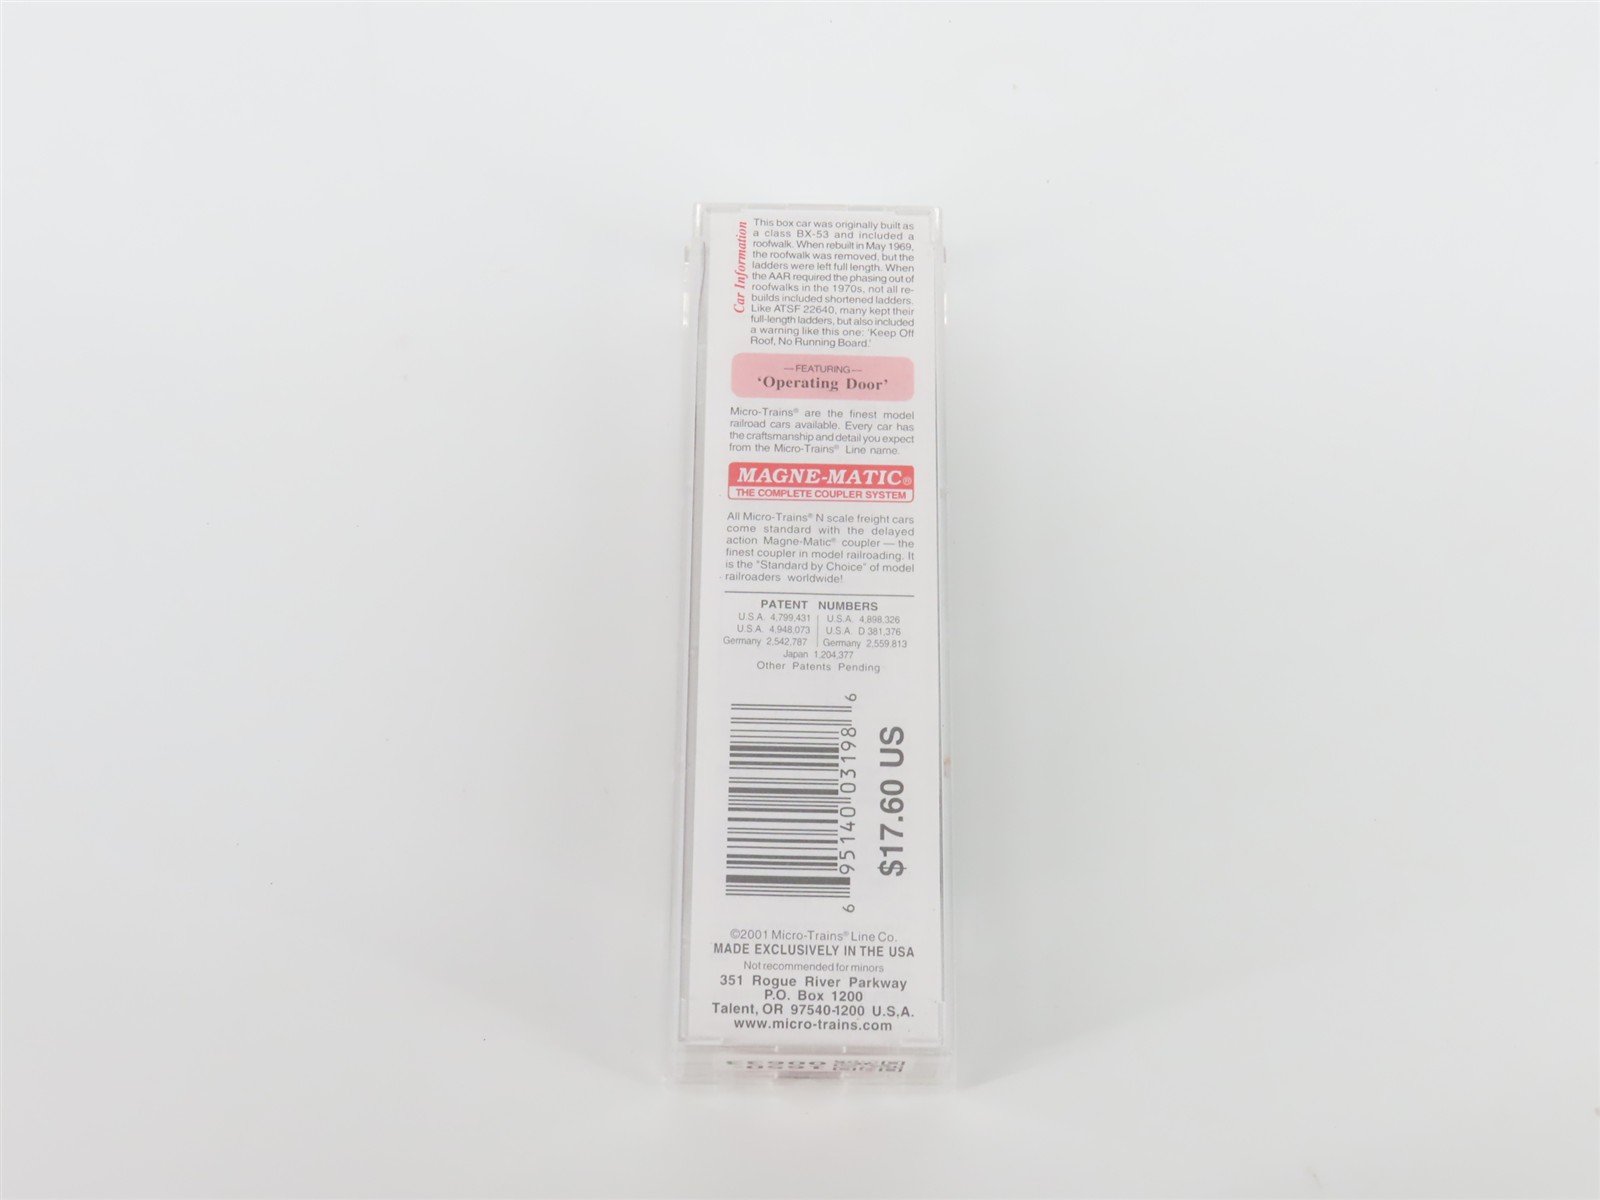 Car Information
This box car was originally built as
a class BX-53 and included a
roofwalk. When rebuilt in May 1969,
the roofwalk was removed, but the
ladders were left full length. When
the AAR required the phasing out of
roofwalks in the 1970s, not all re-
builds included shortened ladders.
Like ATSF 22640, many kept their
full-length ladders, but also included
a warning like this one: 'Keep Off
Roof, No Running Board.'
—FEATURING—
'Operating Door'
Micro-Trains® are the finest model
railroad cars available. Every car has
the craftsmanship and detail you expect
from the Micro-Trains® Line name.
MAGNE-MATIC®
THE COMPLETE COUPLER SYSTEM
All Micro-Trains® N scale freight cars
come standard with the delayed
action Magne-Matic® coupler — the
finest coupler in model railroading. It
is the "Standard by Choice" of model
railroaders worldwide!
PATENT NUMBERS
U.S.A. 4,799,431 | U.S.A. 4,898,326
U.S.A. 4,948,073 | U.S.A. D 381,376
Germany 2,542,787 | Germany 2,559,813
Japan 1,204,377
Other Patents Pending
6 95140 03198 6
$17.60 US
©2001 Micro-Trains® Line Co.
MADE EXCLUSIVELY IN THE USA
Not recommended for minors
351 Rogue River Parkway
P.O. Box 1200
Talent, OR 97540-1200 U.S.A.
www.micro-trains.com